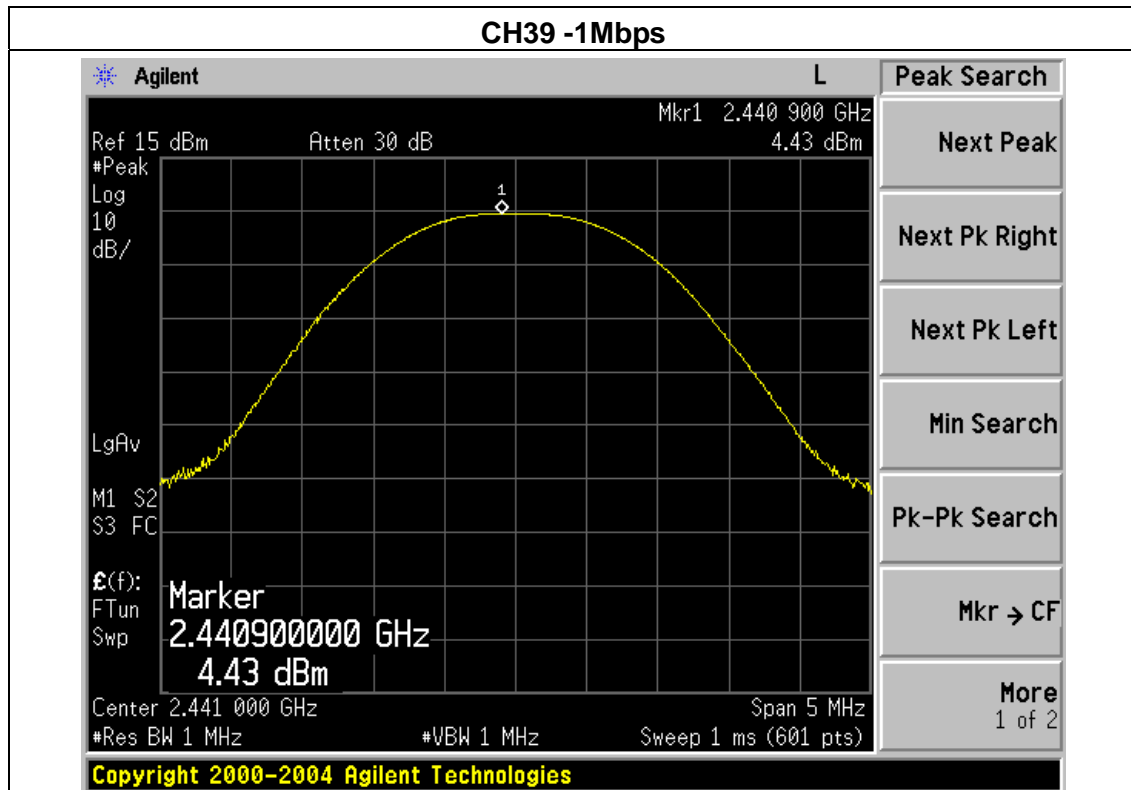 CH39 -1Mbps
Agilent L Peak Search
Mkr1 2.440 900 GHz
Ref 15 dBm Atten 30 dB 4.43 dBm
#Peak
Log
10
dB/
1
LgAv
M1 S2
S3 FC
£(f):
FTun
Swp
Marker
2.440900000 GHz
4.43 dBm
Center 2.441 000 GHz Span 5 MHz
#Res BW 1 MHz #VBW 1 MHz Sweep 1 ms (601 pts)
Next Peak
Next Pk Right
Next Pk Left
Min Search
Pk-Pk Search
Mkr → CF
More
1 of 2
Copyright 2000-2004 Agilent Technologies